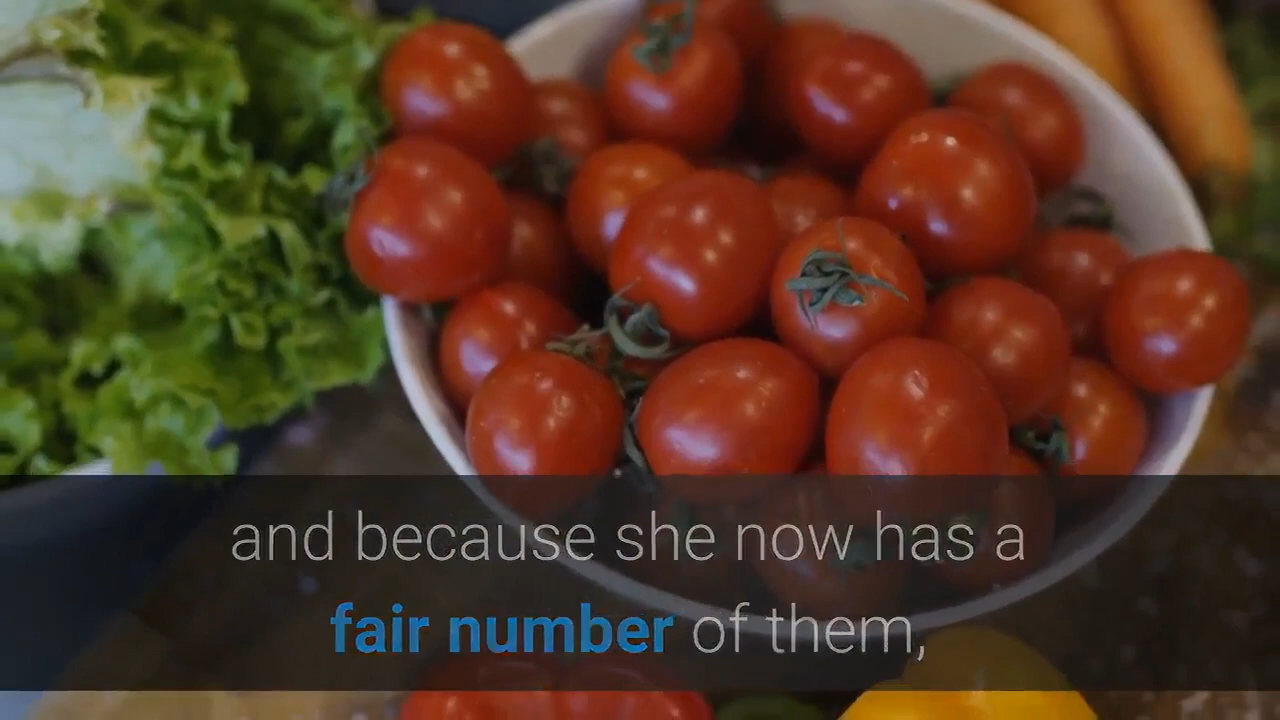 and because she now has a
fair number of them,